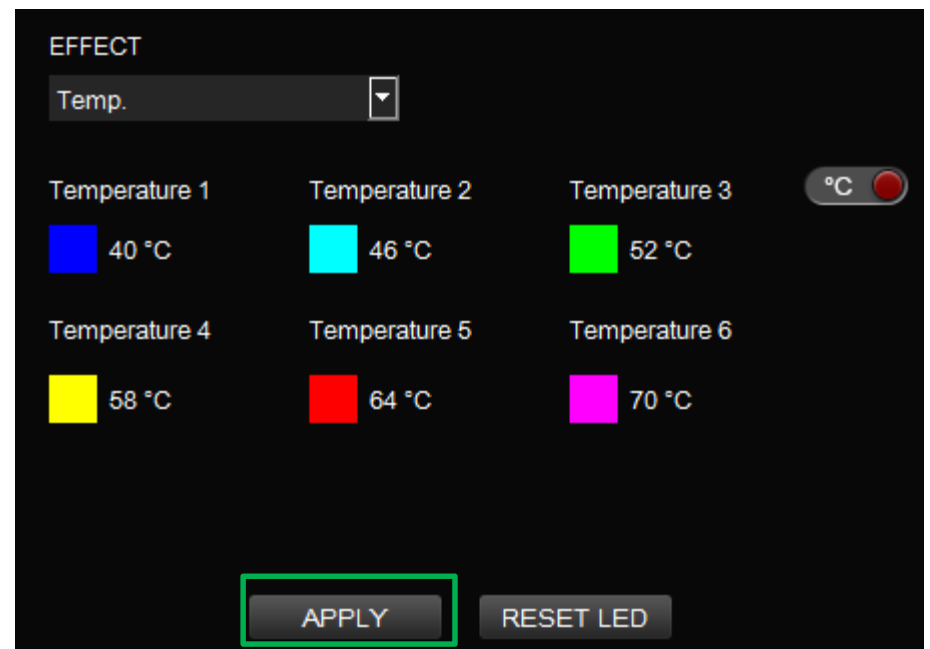 EFFECT
Temp.
Temperature 1 Temperature 2 Temperature 3 °C
40 °C 46 °C 52 °C
Temperature 4 Temperature 5 Temperature 6
58 °C 64 °C 70 °C
APPLY RESET LED